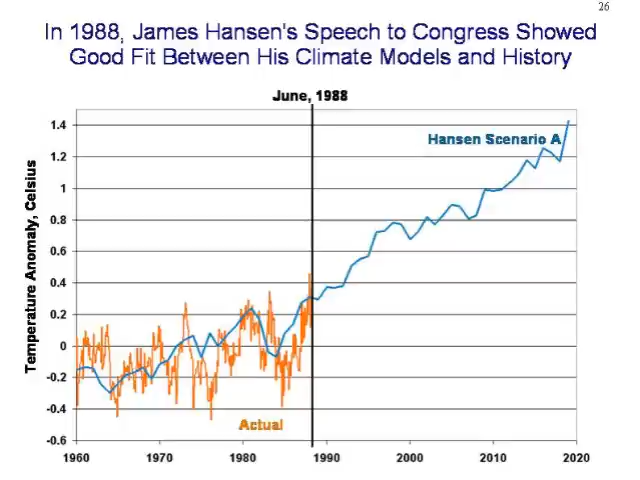 26
In 1988, James Hansen's Speech to Congress Showed
Good Fit Between His Climate Models and History
June, 1988
Hansen Scenario A
Temperature Anomaly, Celsius
1.4
1.2
1
0.8
0.6
0.4
0.2
0
-0.2
-0.4
-0.6
Actual
1960 1970 1980 1990 2000 2010 2020